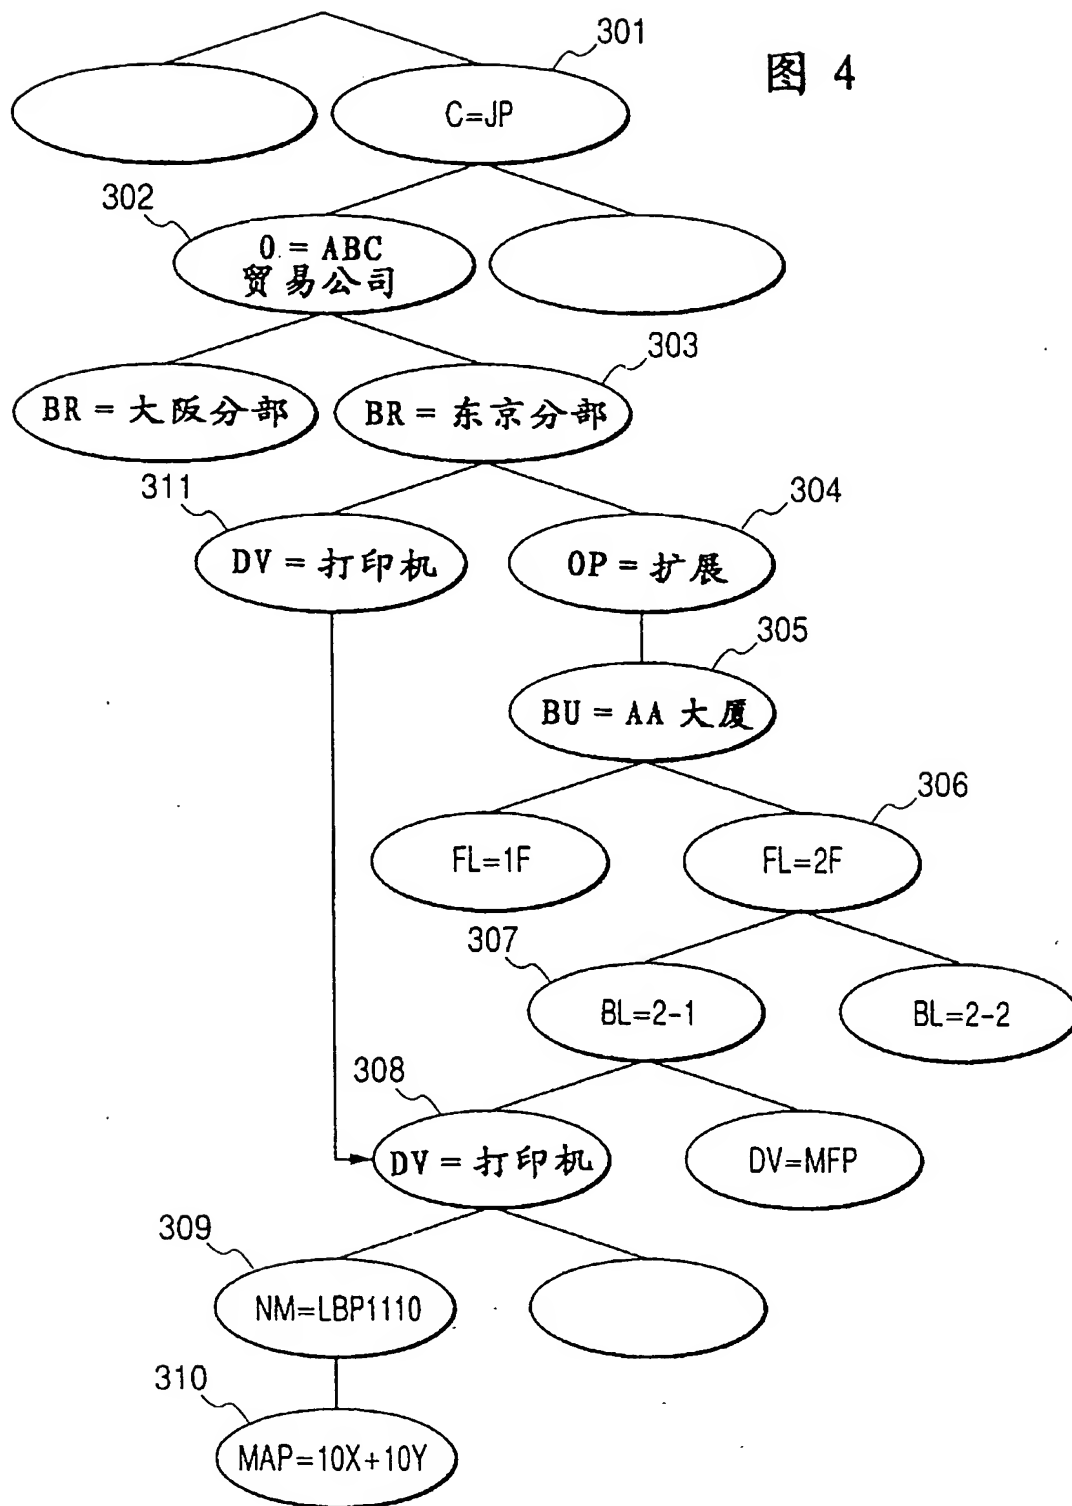 图 4
301
C=JP
302
O = ABC
贸易公司
303
BR = 大阪分部
BR = 东京分部
311
304
DV = 打印机
OP = 扩展
305
BU = AA 大厦
306
FL=1F
FL=2F
307
BL=2-1
BL=2-2
308
DV = 打印机
DV=MFP
309
NM=LBP1110
310
MAP=10X+10Y